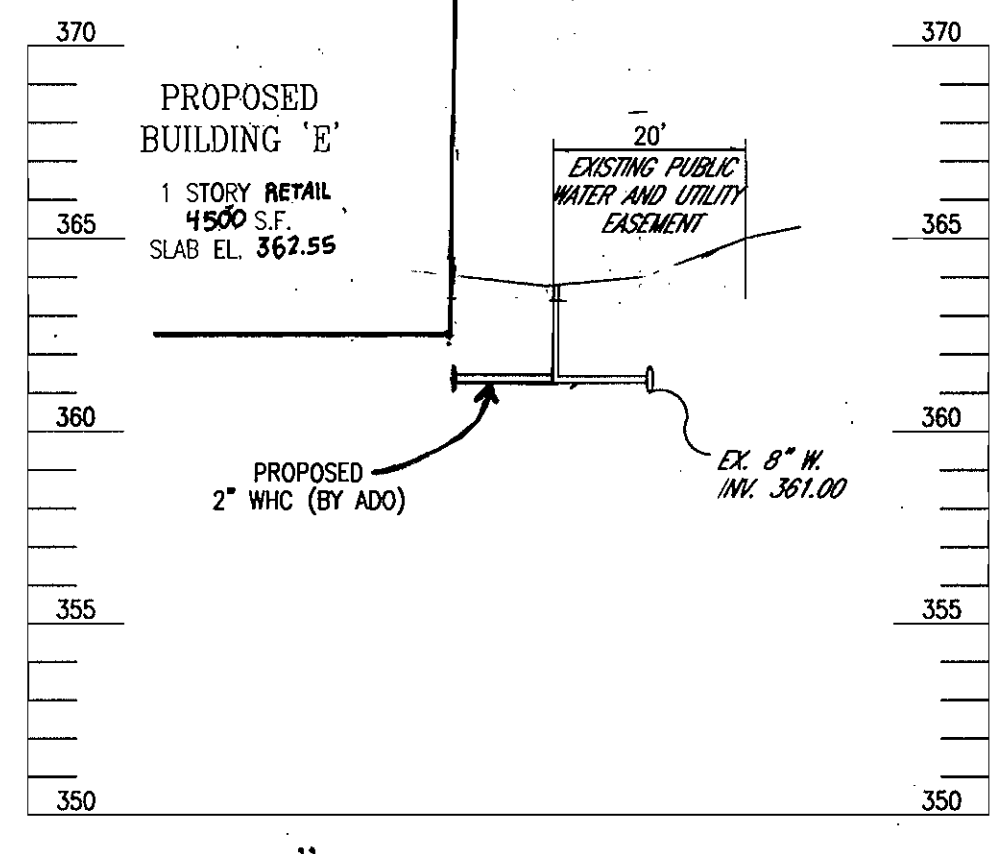 370
370
PROPOSED
BUILDING 'E'
1 STORY RETAIL
4500 S.F.
SLAB EL. 362.55
20'
EXISTING PUBLIC
WATER AND UTILITY
EASEMENT
365
365
360
360
PROPOSED
2" WHC (BY ADO)
EX. 8" W.
INV. 361.00
355
355
350
350